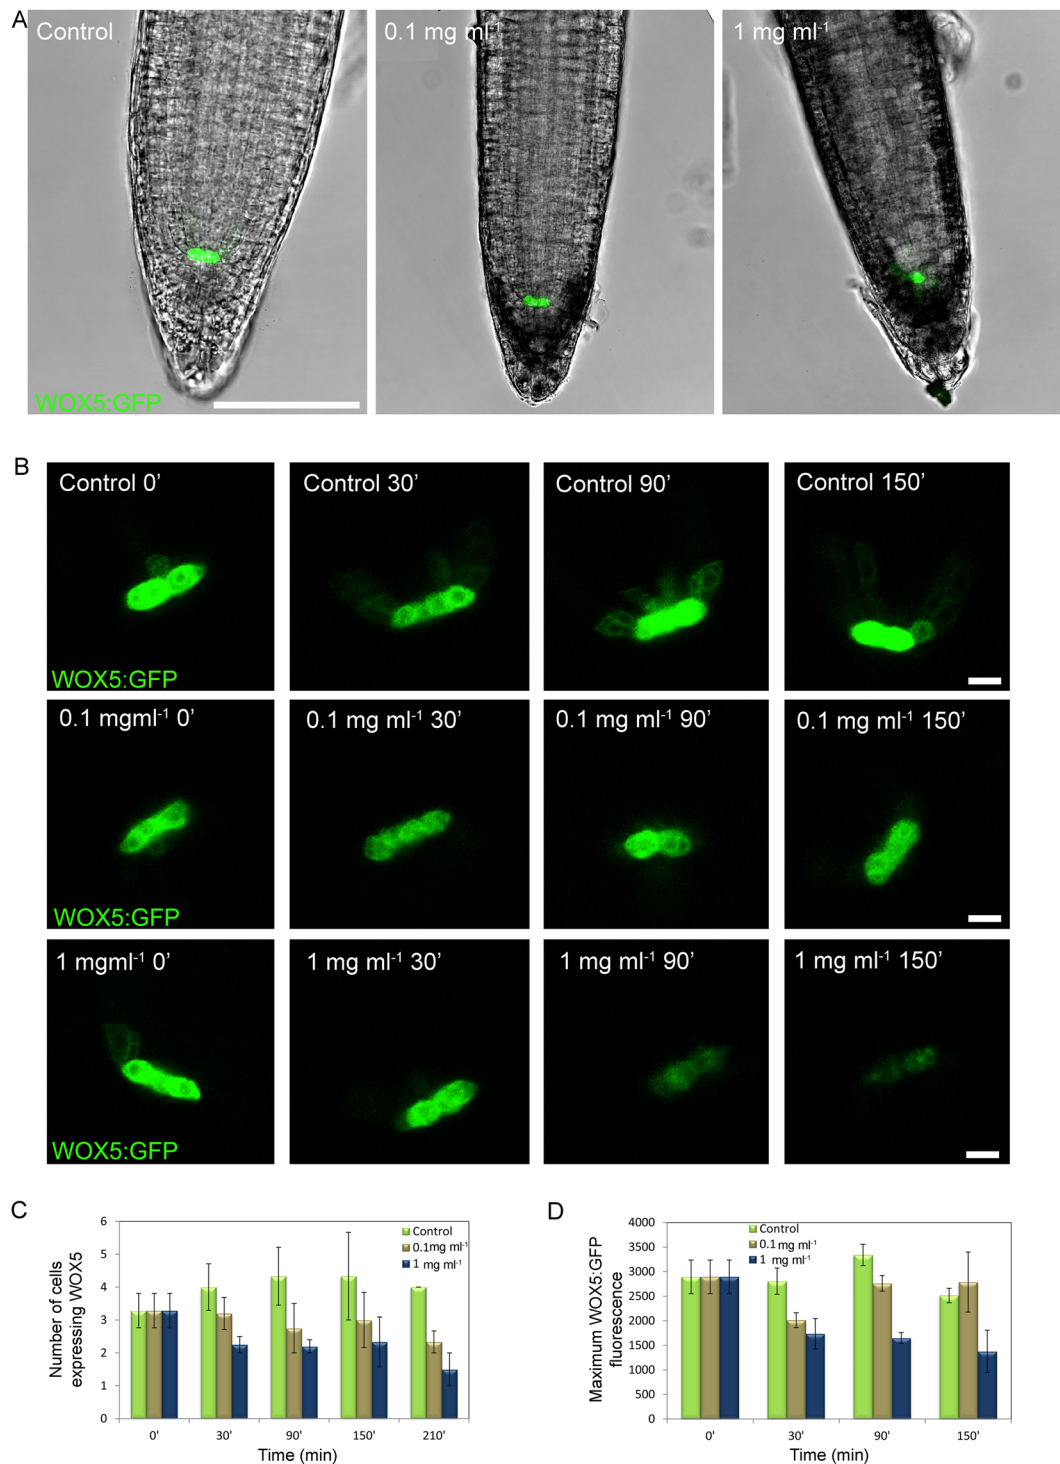 A
Control
0.1 mg ml⁻¹
1 mg ml⁻¹
WOX5:GFP
B
Control 0'
Control 30'
Control 90'
Control 150'
WOX5:GFP
0.1 mgml⁻¹ 0'
0.1 mg ml⁻¹ 30'
0.1 mg ml⁻¹ 90'
0.1 mg ml⁻¹ 150'
WOX5:GFP
1 mgml⁻¹ 0'
1 mg ml⁻¹ 30'
1 mg ml⁻¹ 90'
1 mg ml⁻¹ 150'
WOX5:GFP
C
Number of cells
expressing WOX5
6
5
4
3
2
1
0
Control
0.1mg ml⁻¹
1 mg ml⁻¹
0' 30' 90' 150' 210'
Time (min)
D
Maximum WOX5:GFP
fluorescence
4000
3500
3000
2500
2000
1500
1000
500
0
Control
0.1 mg ml⁻¹
1 mg ml⁻¹
0' 30' 90' 150'
Time (min)